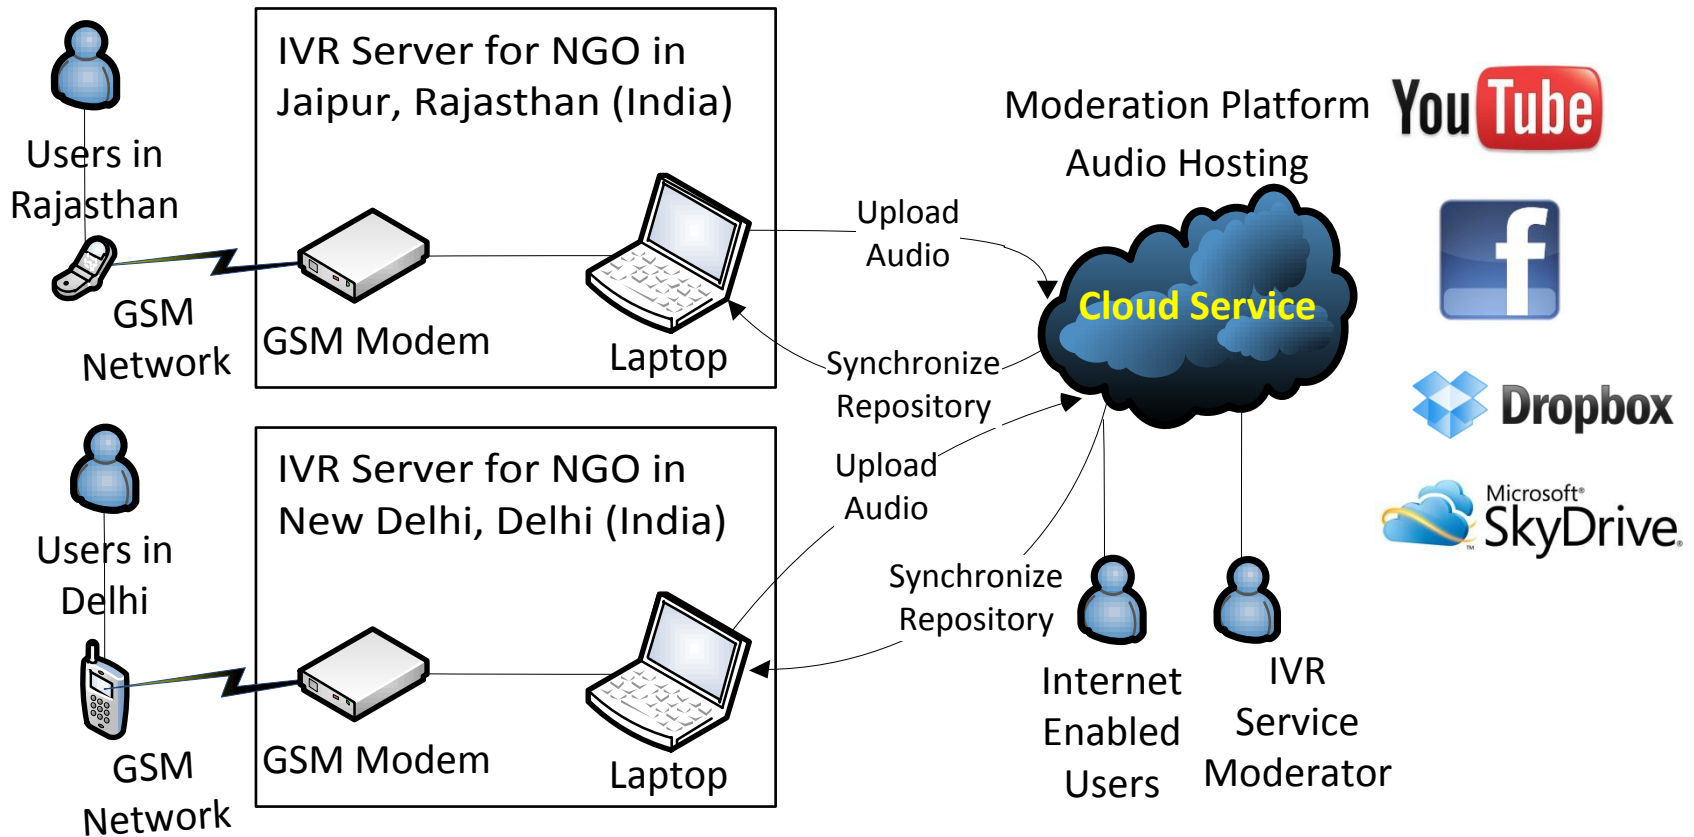 IVR Server for NGO in
Jaipur, Rajasthan (India)
Users in
Rajasthan
GSM
Network
GSM Modem
Laptop
Upload
Audio
Synchronize
Repository
Moderation Platform
Audio Hosting
Cloud Service
YouTube
f
Dropbox
Microsoft®
SkyDrive®
TM
IVR Server for NGO in
New Delhi, Delhi (India)
Users in
Delhi
GSM
Network
GSM Modem
Laptop
Upload
Audio
Synchronize
Repository
Internet
Enabled
Users
IVR
Service
Moderator